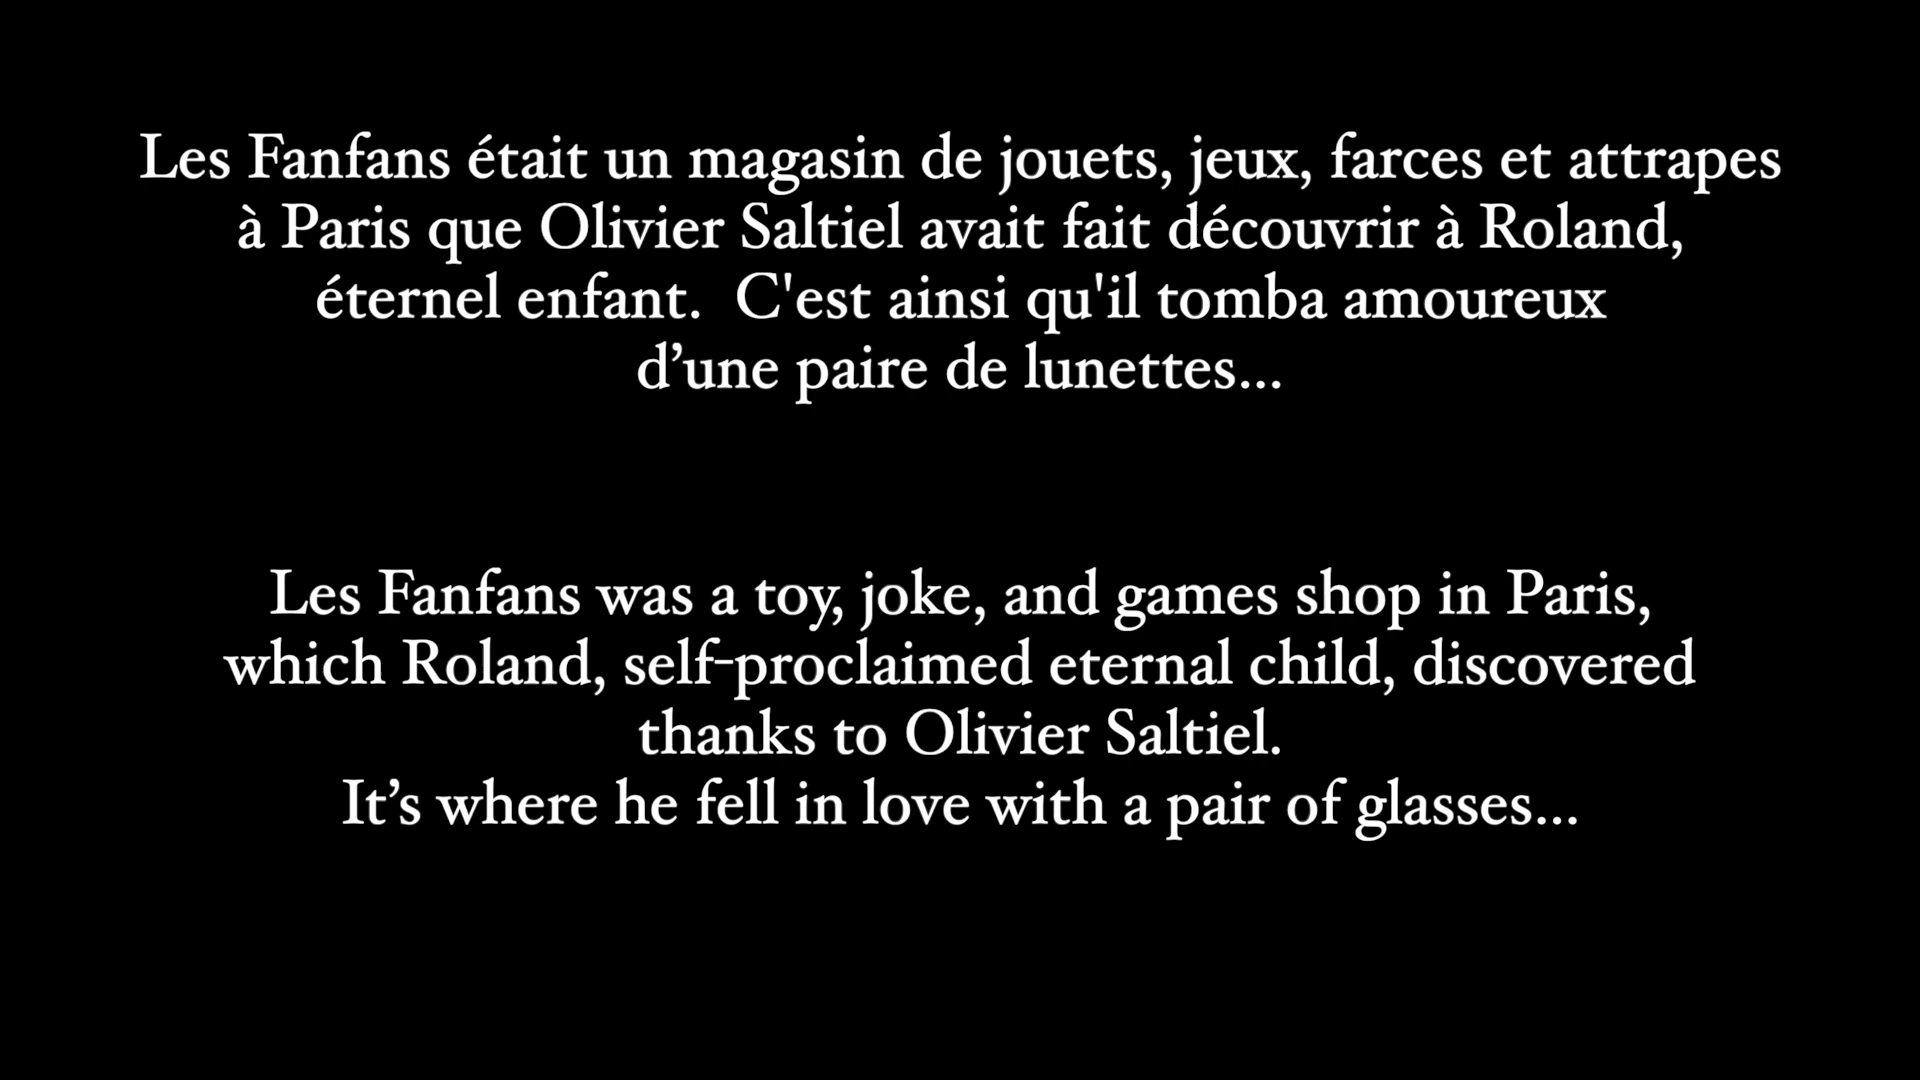 Les Fanfans était un magasin de jouets, jeux, farces et attrapes
à Paris que Olivier Saltiel avait fait découvrir à Roland,
éternel enfant.  C'est ainsi qu'il tomba amoureux
d’une paire de lunettes...
Les Fanfans was a toy, joke, and games shop in Paris,
which Roland, self-proclaimed eternal child, discovered
thanks to Olivier Saltiel.
It’s where he fell in love with a pair of glasses...